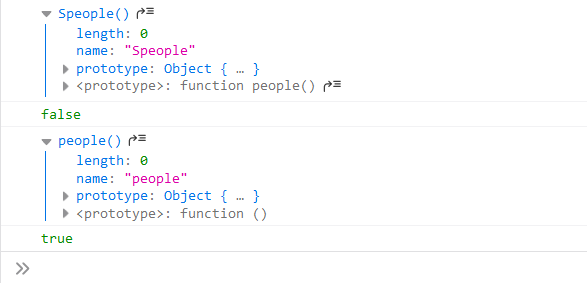 Speople()
length: 0
name: "Speople"
prototype: Object { … }
<prototype>: function people()
false
people()
length: 0
name: "people"
prototype: Object { … }
<prototype>: function ()
true